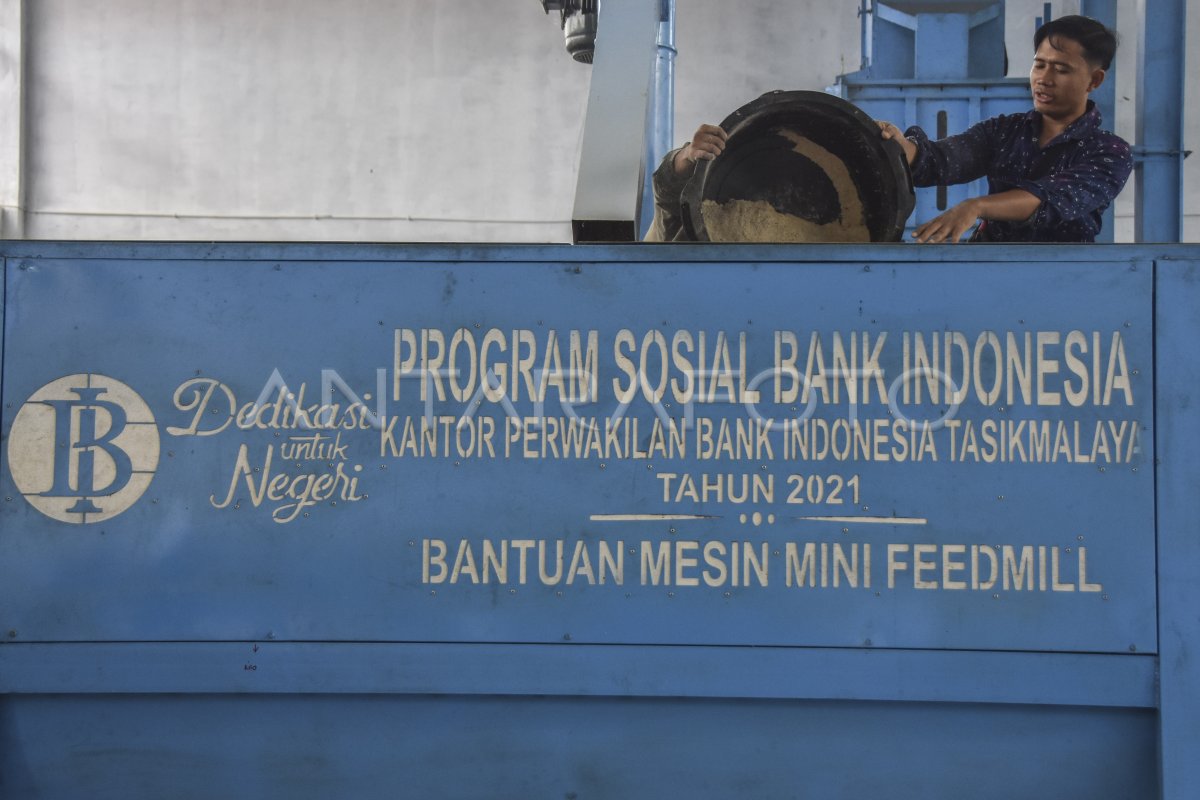 ANTARAFOTO
BI
Dedikasi
untuk
Negeri
PROGRAM SOSIAL BANK INDONESIA
KANTOR PERWAKILAN BANK INDONESIA TASIKMALAYA
TAHUN 2021
BANTUAN MESIN MINI FEEDMILL